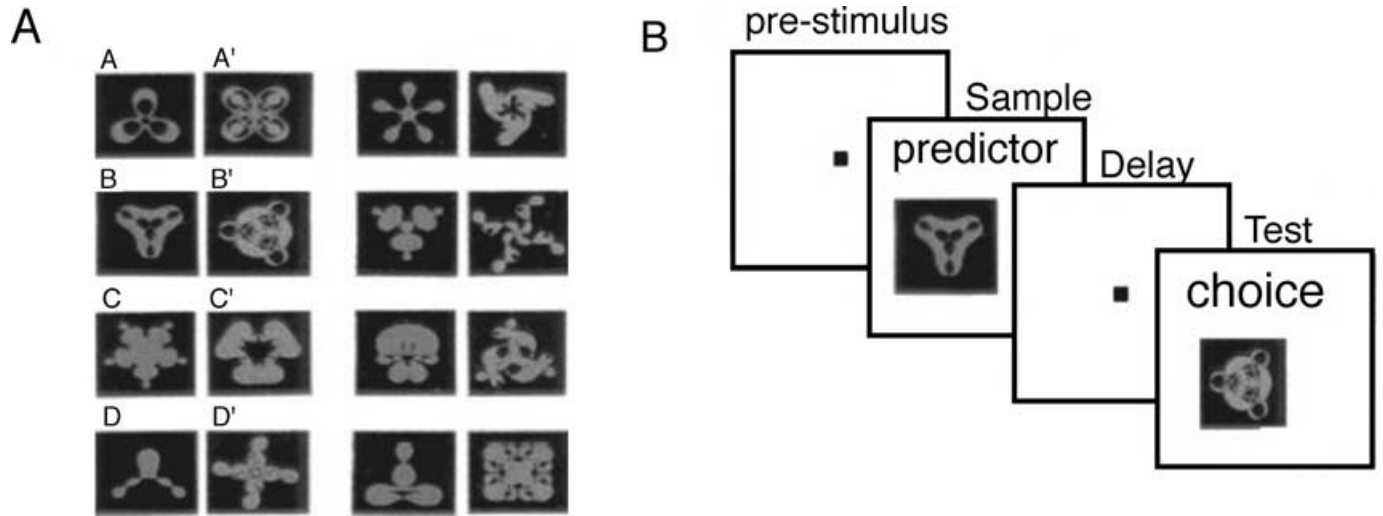 A
A A'
B B'
C C'
D D'
B
pre-stimulus
Sample
predictor
Delay
Test
choice